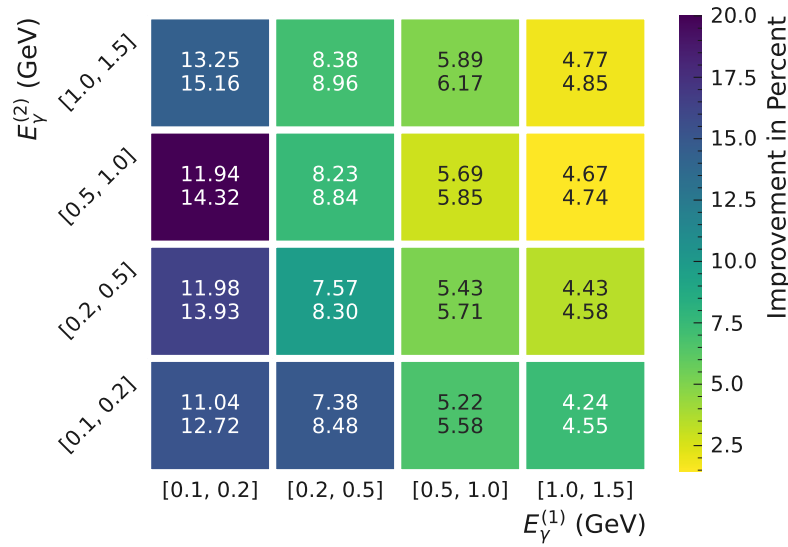 E_γ^(2) (GeV)
[1.0, 1.5]
13.25 8.38 5.89 4.77
15.16 8.96 6.17 4.85
[0.5, 1.0]
11.94 8.23 5.69 4.67
14.32 8.84 5.85 4.74
[0.2, 0.5]
11.98 7.57 5.43 4.43
13.93 8.30 5.71 4.58
[0.1, 0.2]
11.04 7.38 5.22 4.24
12.72 8.48 5.58 4.55
[0.1, 0.2] [0.2, 0.5] [0.5, 1.0] [1.0, 1.5]
E_γ^(1) (GeV)
20.0
17.5
15.0
12.5
10.0
7.5
5.0
2.5
Improvement in Percent